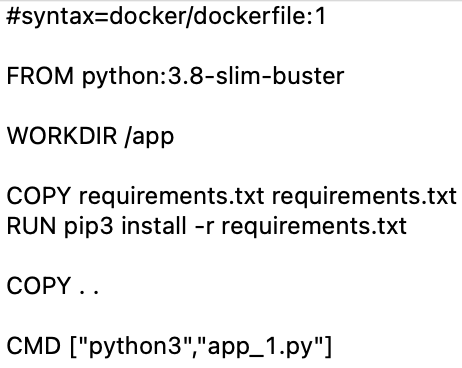 #syntax=docker/dockerfile:1
FROM python:3.8-slim-buster
WORKDIR /app
COPY requirements.txt requirements.txt
RUN pip3 install -r requirements.txt
COPY . .
CMD ["python3","app_1.py"]